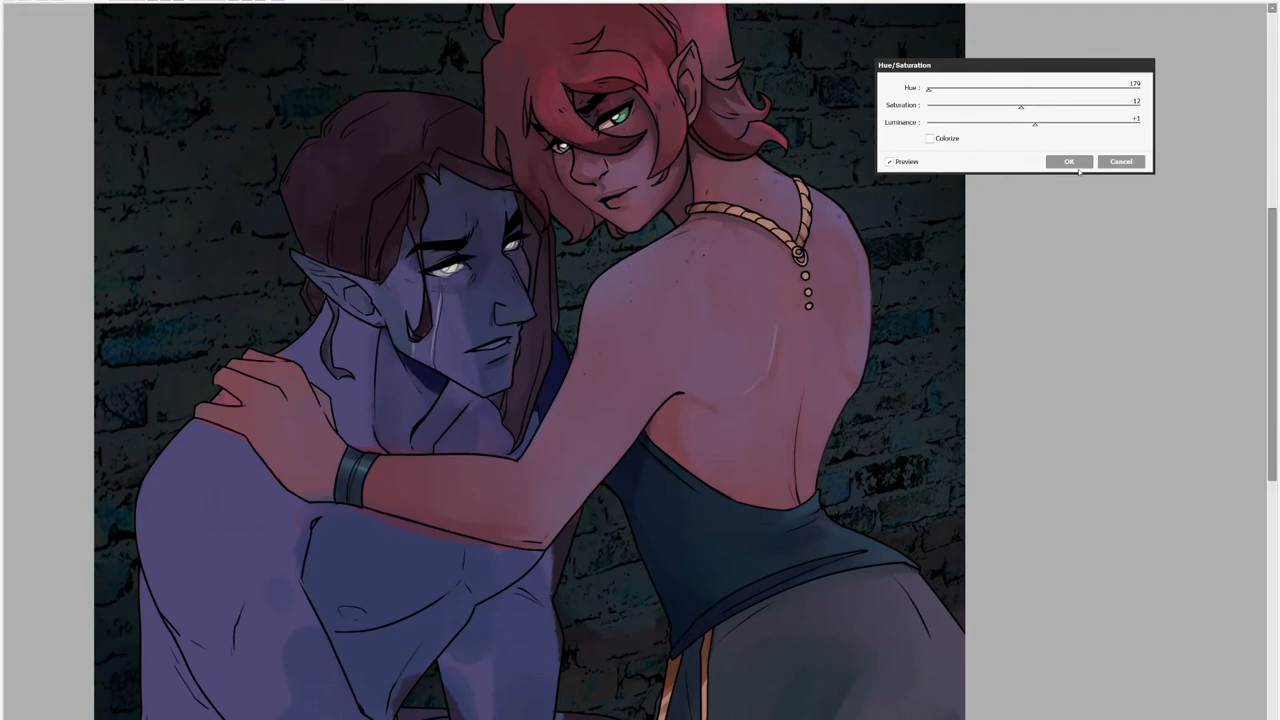 Hue/Saturation
Hue : -179
Saturation : -12
Luminance : +1
Colorize
Preview OK Cancel